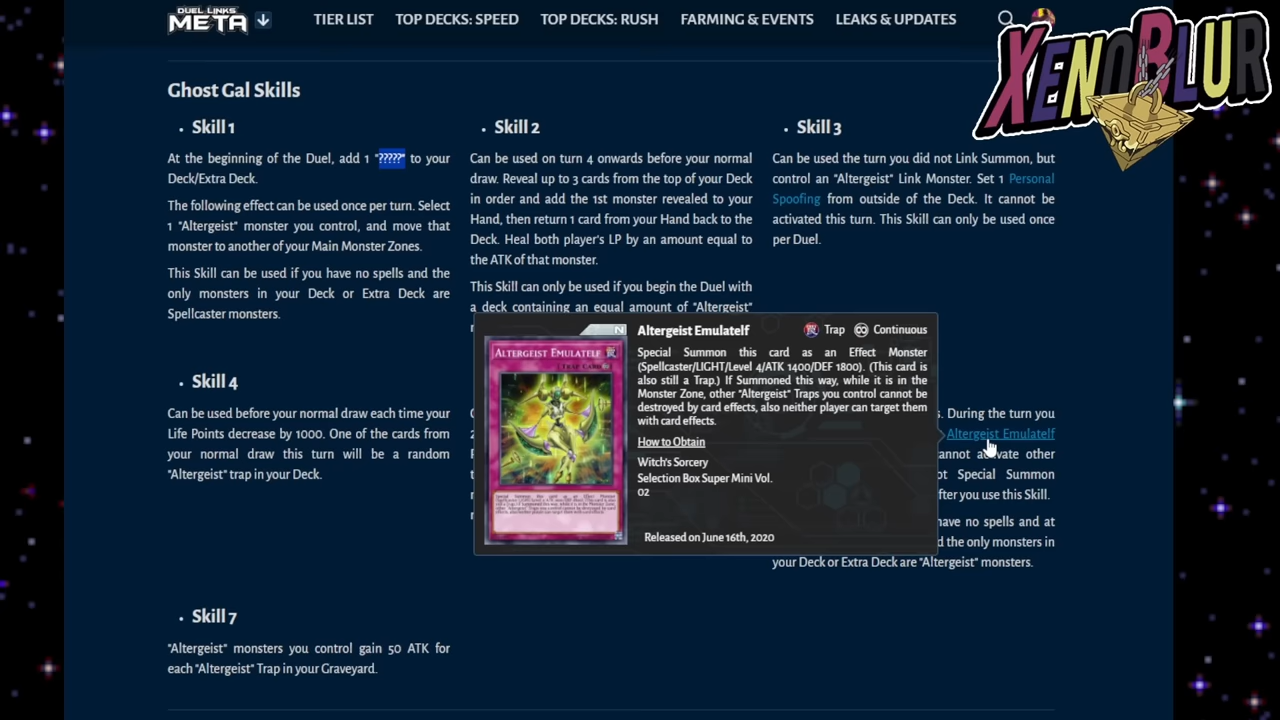 DUEL LINKS
META
TIER LIST
TOP DECKS: SPEED
TOP DECKS: RUSH
FARMING & EVENTS
LEAKS & UPDATES
XENOBLUR
Ghost Gal Skills
• Skill 1
At the beginning of the Duel, add 1 "?????" to your
Deck/Extra Deck.
The following effect can be used once per turn. Select
1 "Altergeist" monster you control, and move that
monster to another of your Main Monster Zones.
This Skill can be used if you have no spells and the
only monsters in your Deck or Extra Deck are
Spellcaster monsters.
• Skill 2
Can be used on turn 4 onwards before your normal
draw. Reveal up to 3 cards from the top of your Deck
in order and add the 1st monster revealed to your
Hand, then return 1 card from your Hand back to the
Deck. Heal both player's LP by an amount equal to
the ATK of that monster.
This Skill can only be used if you begin the Duel with
a deck containing an equal amount of "Altergeist"
• Skill 3
Can be used the turn you did not Link Summon, but
control an "Altergeist" Link Monster. Set 1 Personal
Spoofing from outside of the Deck. It cannot be
activated this turn. This Skill can only be used once
per Duel.
• Skill 4
Can be used before your normal draw each time your
Life Points decrease by 1000. One of the cards from
your normal draw this turn will be a random
"Altergeist" trap in your Deck.
N
ALTERGEIST EMULATELF
TRAP CARD
Altergeist Emulatelf
Trap
Continuous
Special Summon this card as an Effect Monster
(Spellcaster/LIGHT/Level 4/ATK 1400/DEF 1800). (This card is
also still a Trap.) If Summoned this way, while it is in the
Monster Zone, other "Altergeist" Traps you control cannot be
destroyed by card effects, also neither player can target them
with card effects.
How to Obtain
Witch's Sorcery
Selection Box Super Mini Vol.
02
Released on June 16th, 2020
During the turn you
Altergeist Emulatelf
other
Special Summon
after you use this Skill.
have no spells and at
the only monsters in
your Deck or Extra Deck are "Altergeist" monsters.
• Skill 7
"Altergeist" monsters you control gain 50 ATK for
each "Altergeist" Trap in your Graveyard.